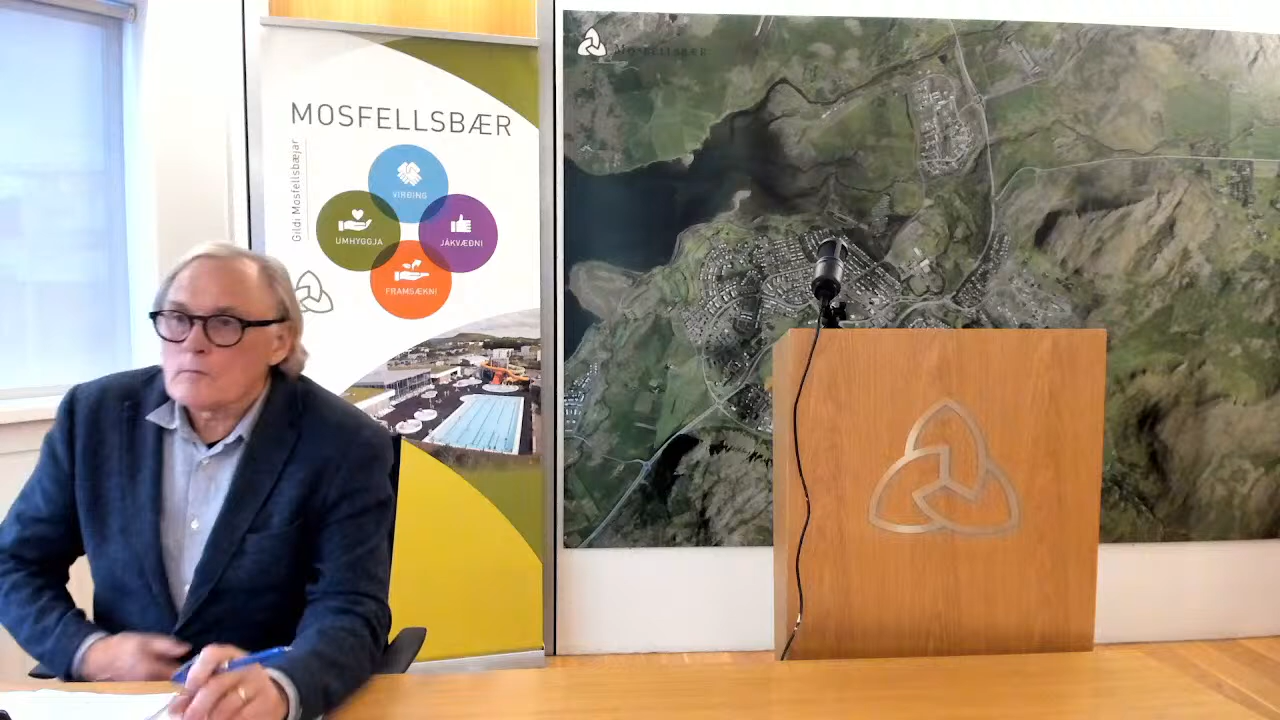 MOSFELLSBÆR
Gildi Mosfellsbæjar
VIRÐING
UMHYGGJA
JÁKVÆÐNI
FRAMSÆKNI
MOSFELLSBÆR